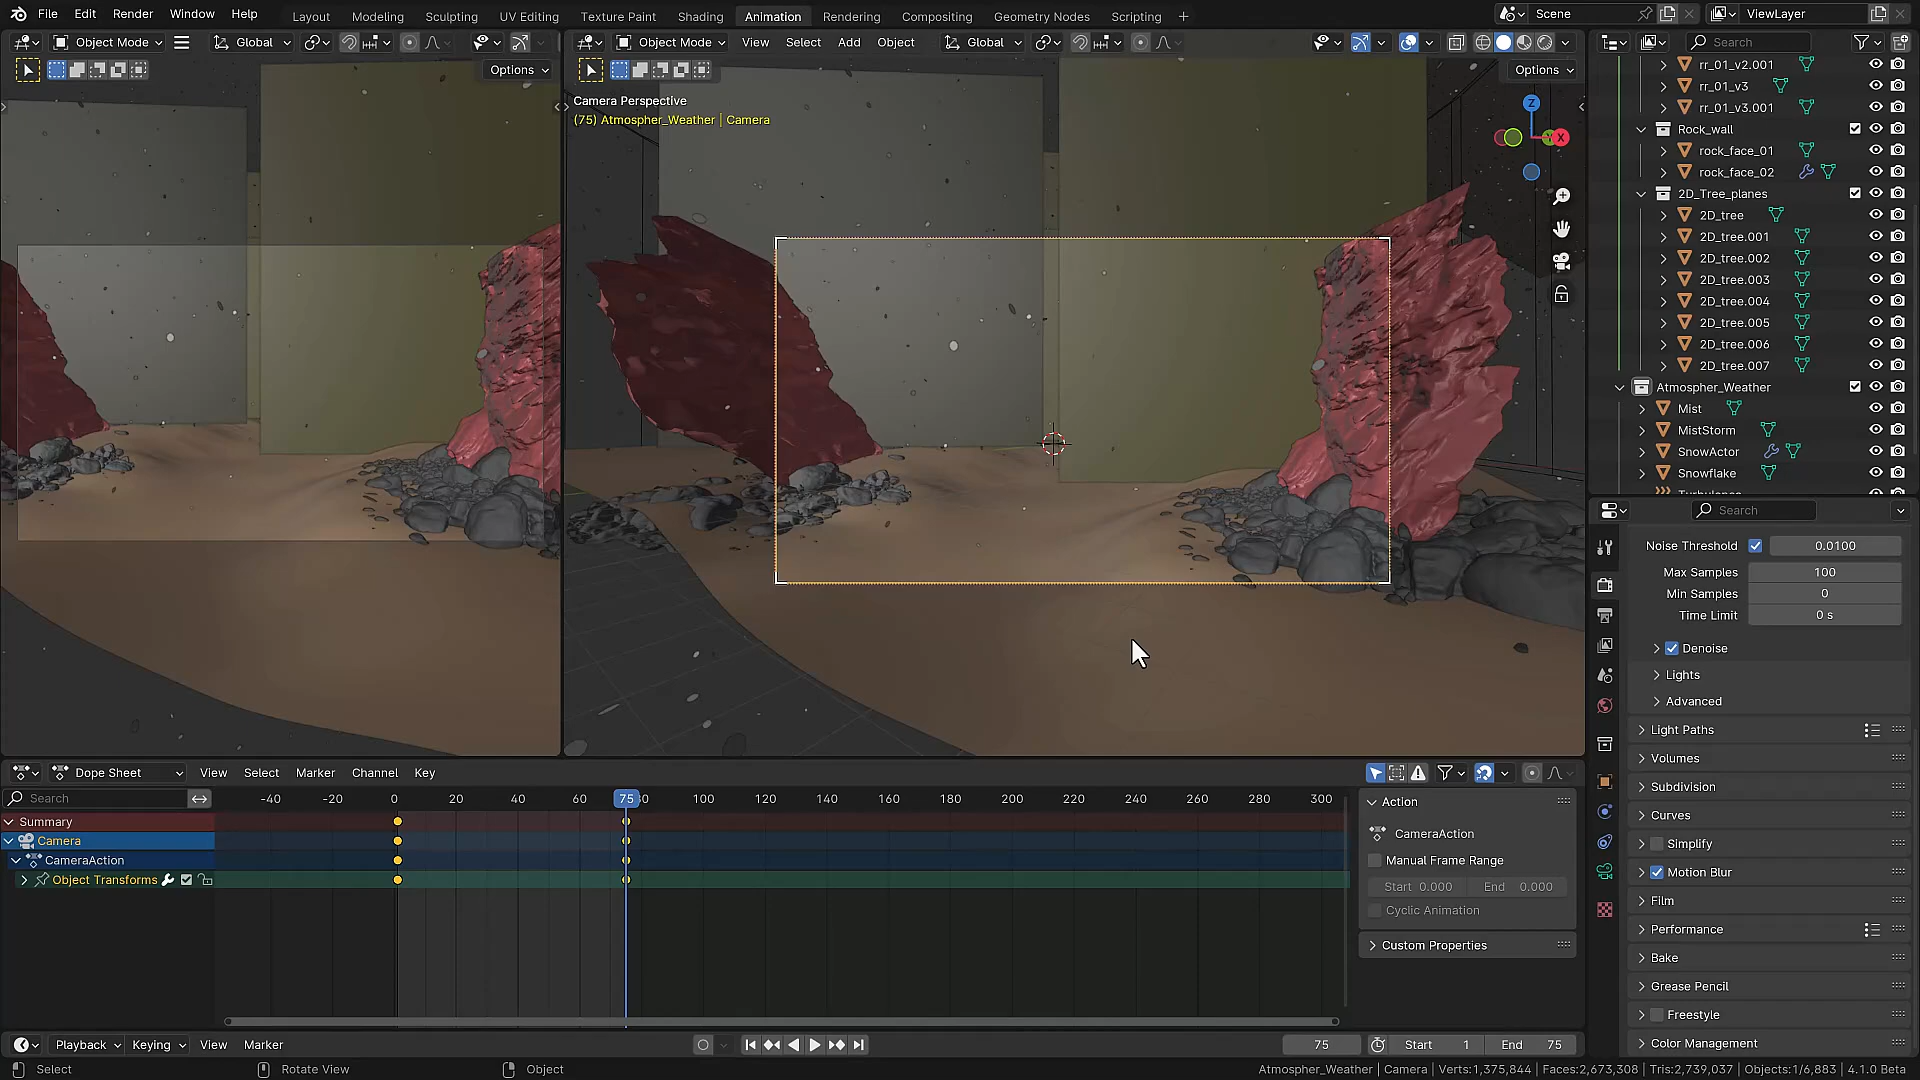 File Edit Render Window Help Layout Modeling Sculpting UV Editing Texture Paint Shading Animation Rendering Compositing Geometry Nodes Scripting + Scene ViewLayer
Object Mode Global Object Mode View Select Add Object Global Search
Options Options
Camera Perspective
(75) Atmospher_Weather | Camera
Z
X
rr_01_v2.001
rr_01_v3
rr_01_v3.001
Rock_wall
rock_face_01
rock_face_02
2D_Tree_planes
2D_tree
2D_tree.001
2D_tree.002
2D_tree.003
2D_tree.004
2D_tree.005
2D_tree.006
2D_tree.007
Atmospher_Weather
Mist
MistStorm
SnowActor
Snowflake
Search
Noise Threshold 0.0100
Max Samples 100
Min Samples 0
Time Limit 0 s
Denoise
Lights
Advanced
Light Paths
Volumes
Subdivision
Curves
Simplify
Motion Blur
Film
Performance
Bake
Grease Pencil
Freestyle
Color Management
Dope Sheet View Select Marker Channel Key
Search -40 -20 0 20 40 60 75 100 120 140 160 180 200 220 240 260 280 300
Summary
Camera
CameraAction
Object Transforms
Action
CameraAction
Manual Frame Range
Start 0.000 End 0.000
Cyclic Animation
Custom Properties
Playback Keying View Marker 75 Start 1 End 75
Select Rotate View Object Atmospher_Weather | Camera | Verts:1,375,844 | Faces:2,673,308 | Tris:2,739,037 | Objects:1/6,883 | 4.1.0 Beta